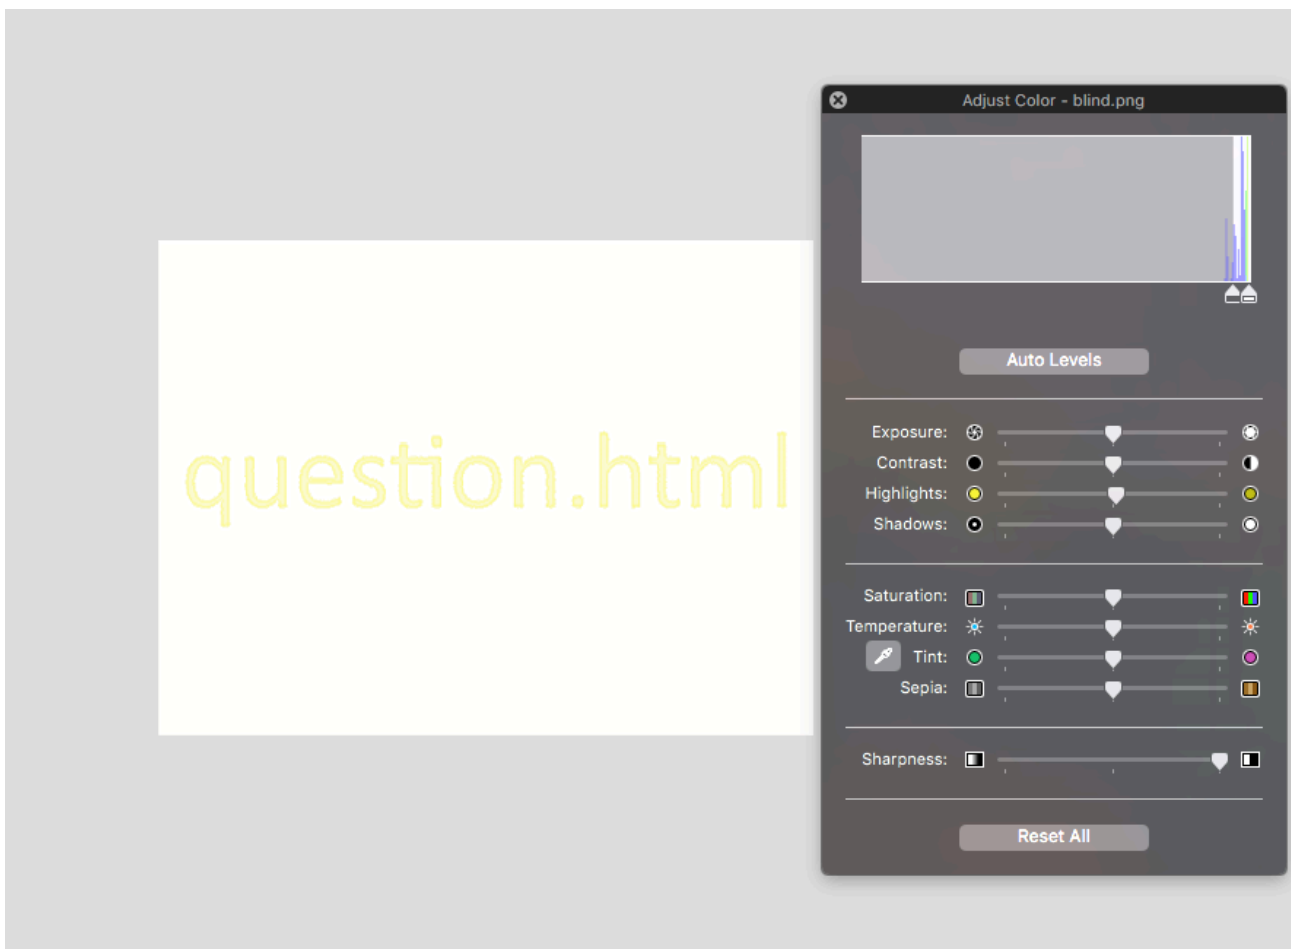 Adjust Color - blind.png
question.html
Auto Levels
Exposure:
Contrast:
Highlights:
Shadows:
Saturation:
Temperature:
Tint:
Sepia:
Sharpness:
Reset All